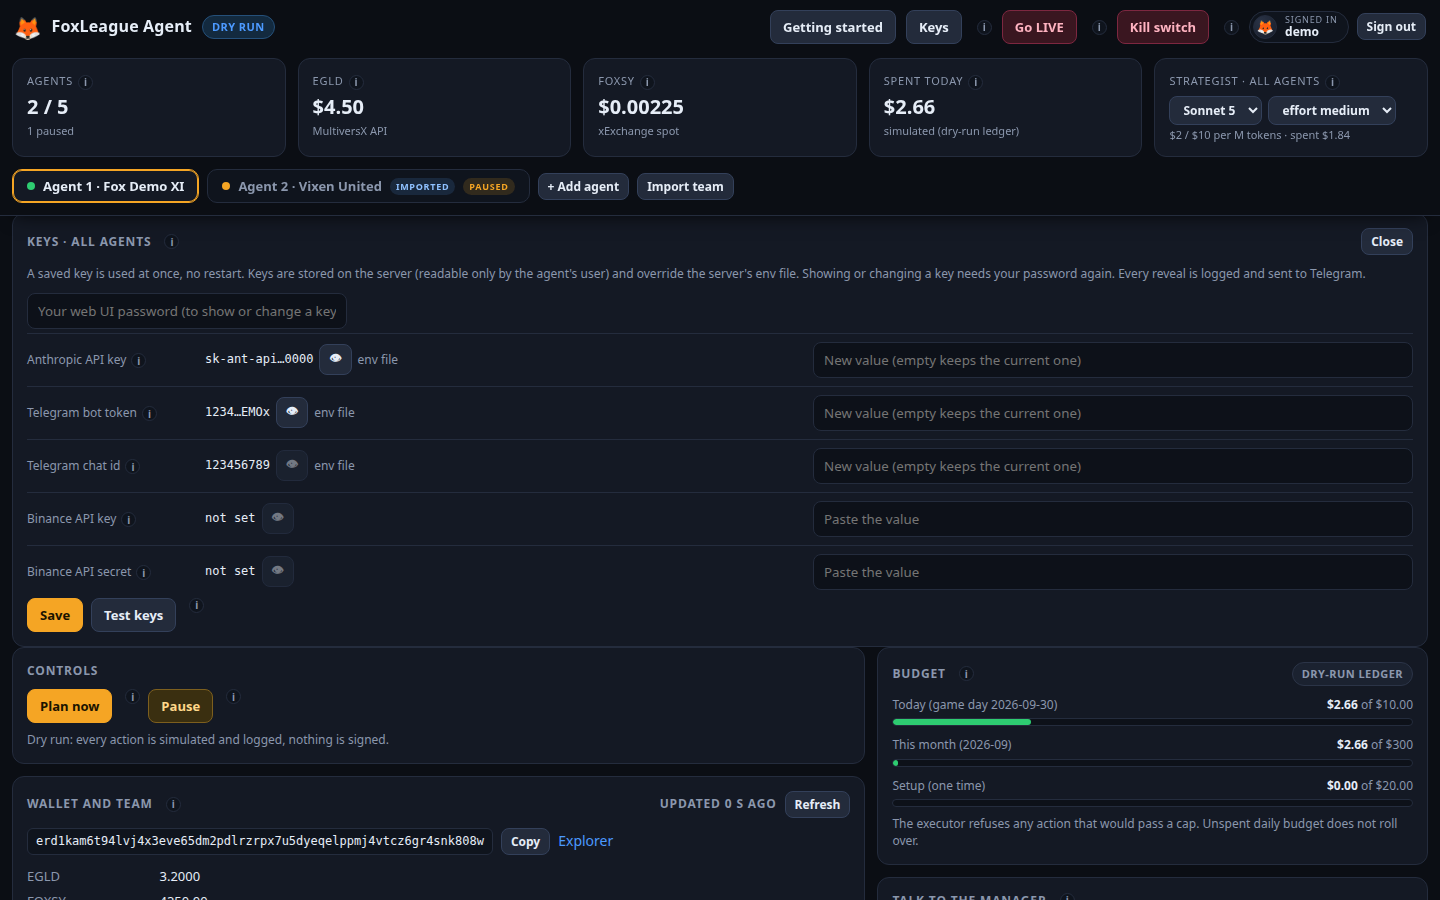 FoxLeague Agent DRY RUN Getting started Keys i Go LIVE i Kill switch i SIGNED IN demo Sign out
AGENTS i
2 / 5
1 paused
EGLD i
$4.50
MultiversX API
FOXSY i
$0.00225
xExchange spot
SPENT TODAY i
$2.66
simulated (dry-run ledger)
STRATEGIST · ALL AGENTS i
Sonnet 5 effort medium
$2 / $10 per M tokens · spent $1.84
Agent 1 · Fox Demo XI Agent 2 · Vixen United IMPORTED PAUSED + Add agent Import team
KEYS · ALL AGENTS i Close
A saved key is used at once, no restart. Keys are stored on the server (readable only by the agent's user) and override the server's env file. Showing or changing a key needs your password again. Every reveal is logged and sent to Telegram.
Your web UI password (to show or change a key
Anthropic API key i sk-ant-api…0000 env file New value (empty keeps the current one)
Telegram bot token i 1234…EMOx env file New value (empty keeps the current one)
Telegram chat id i 123456789 env file New value (empty keeps the current one)
Binance API key i not set Paste the value
Binance API secret i not set Paste the value
Save Test keys i
CONTROLS
Plan now i Pause i
Dry run: every action is simulated and logged, nothing is signed.
WALLET AND TEAM i UPDATED 0 S AGO Refresh
erd1kam6t94lvj4x3eve65dm2pdlrzrpx7u5dyeqelppmj4vtcz6gr4snk808w Copy Explorer
EGLD 3.2000
FOXSY 4250.00
BUDGET i DRY-RUN LEDGER
Today (game day 2026-09-30) $2.66 of $10.00
This month (2026-09) $2.66 of $300
Setup (one time) $0.00 of $20.00
The executor refuses any action that would pass a cap. Unspent daily budget does not roll
over.
TALK TO THE MANAGER i